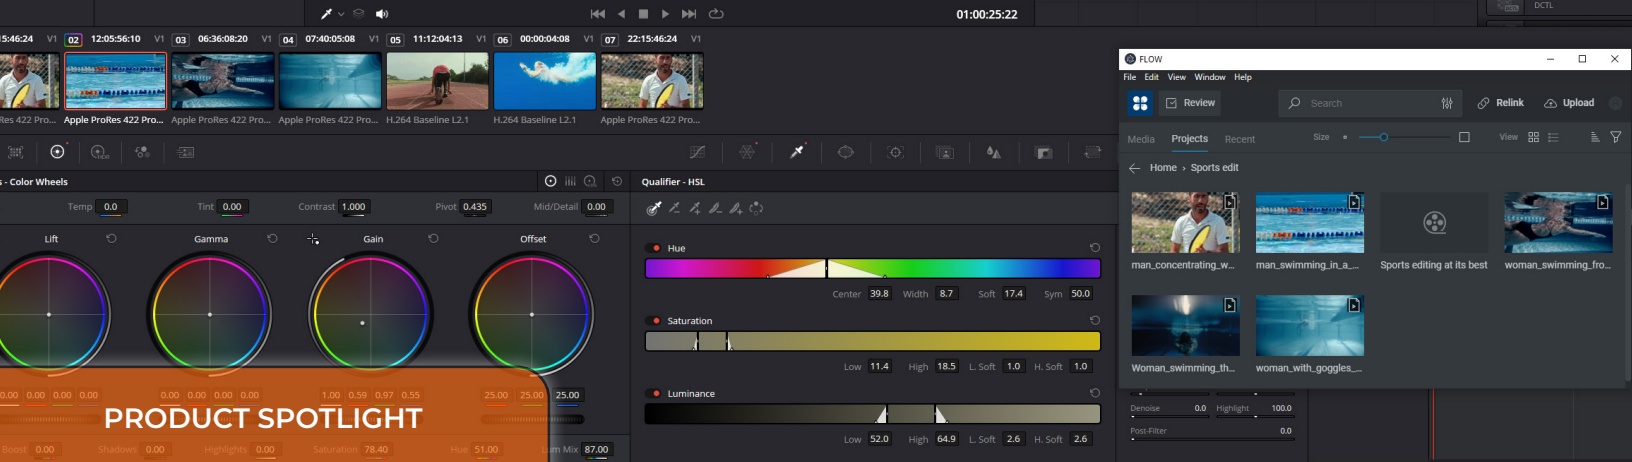 01:00:25:22
DCTL
5:46:24 V1 02 12:05:56:10 V1 03 06:36:08:20 V1 04 07:40:05:08 V1 05 11:12:04:13 V1 06 00:00:04:08 V1 07 22:15:46:24 V1
Res 422 Pro... Apple ProRes 422 Pro... Apple ProRes 422 Pro... Apple ProRes 422 Pro... H.264 Baseline L2.1 H.264 Baseline L2.1 Apple ProRes 422 Pro...
s - Color Wheels
Temp 0.0 Tint 0.00 Contrast 1.000 Pivot 0.435 Mid/Detail 0.00
Lift Gamma Gain Offset
0.00 0.00 0.00 0.00 0.00 0.00 0.00 0.00 1.00 0.59 0.97 0.55 25.00 25.00 25.00
PRODUCT SPOTLIGHT
Boost 0.00 Shadows 0.00 Highlights 0.00 Saturation 78.40 Hue 51.00 Lum Mix 87.00
Qualifier - HSL
Hue
Center 39.8 Width 8.7 Soft 17.4 Sym 50.0
Saturation
Low 11.4 High 18.5 L. Soft 1.0 H. Soft 1.0
Luminance
Low 52.0 High 64.9 L. Soft 2.6 H. Soft 2.6
FLOW
File Edit View Window Help
Review Search Relink Upload
Media Projects Recent Size View
Home › Sports edit
man_concentrating_w... man_swimming_in_a_... Sports editing at its best woman_swimming_fro...
Woman_swimming_th... woman_with_goggles_...
Denoise 0.0 Highlight 100.0
Post-Filter 0.0